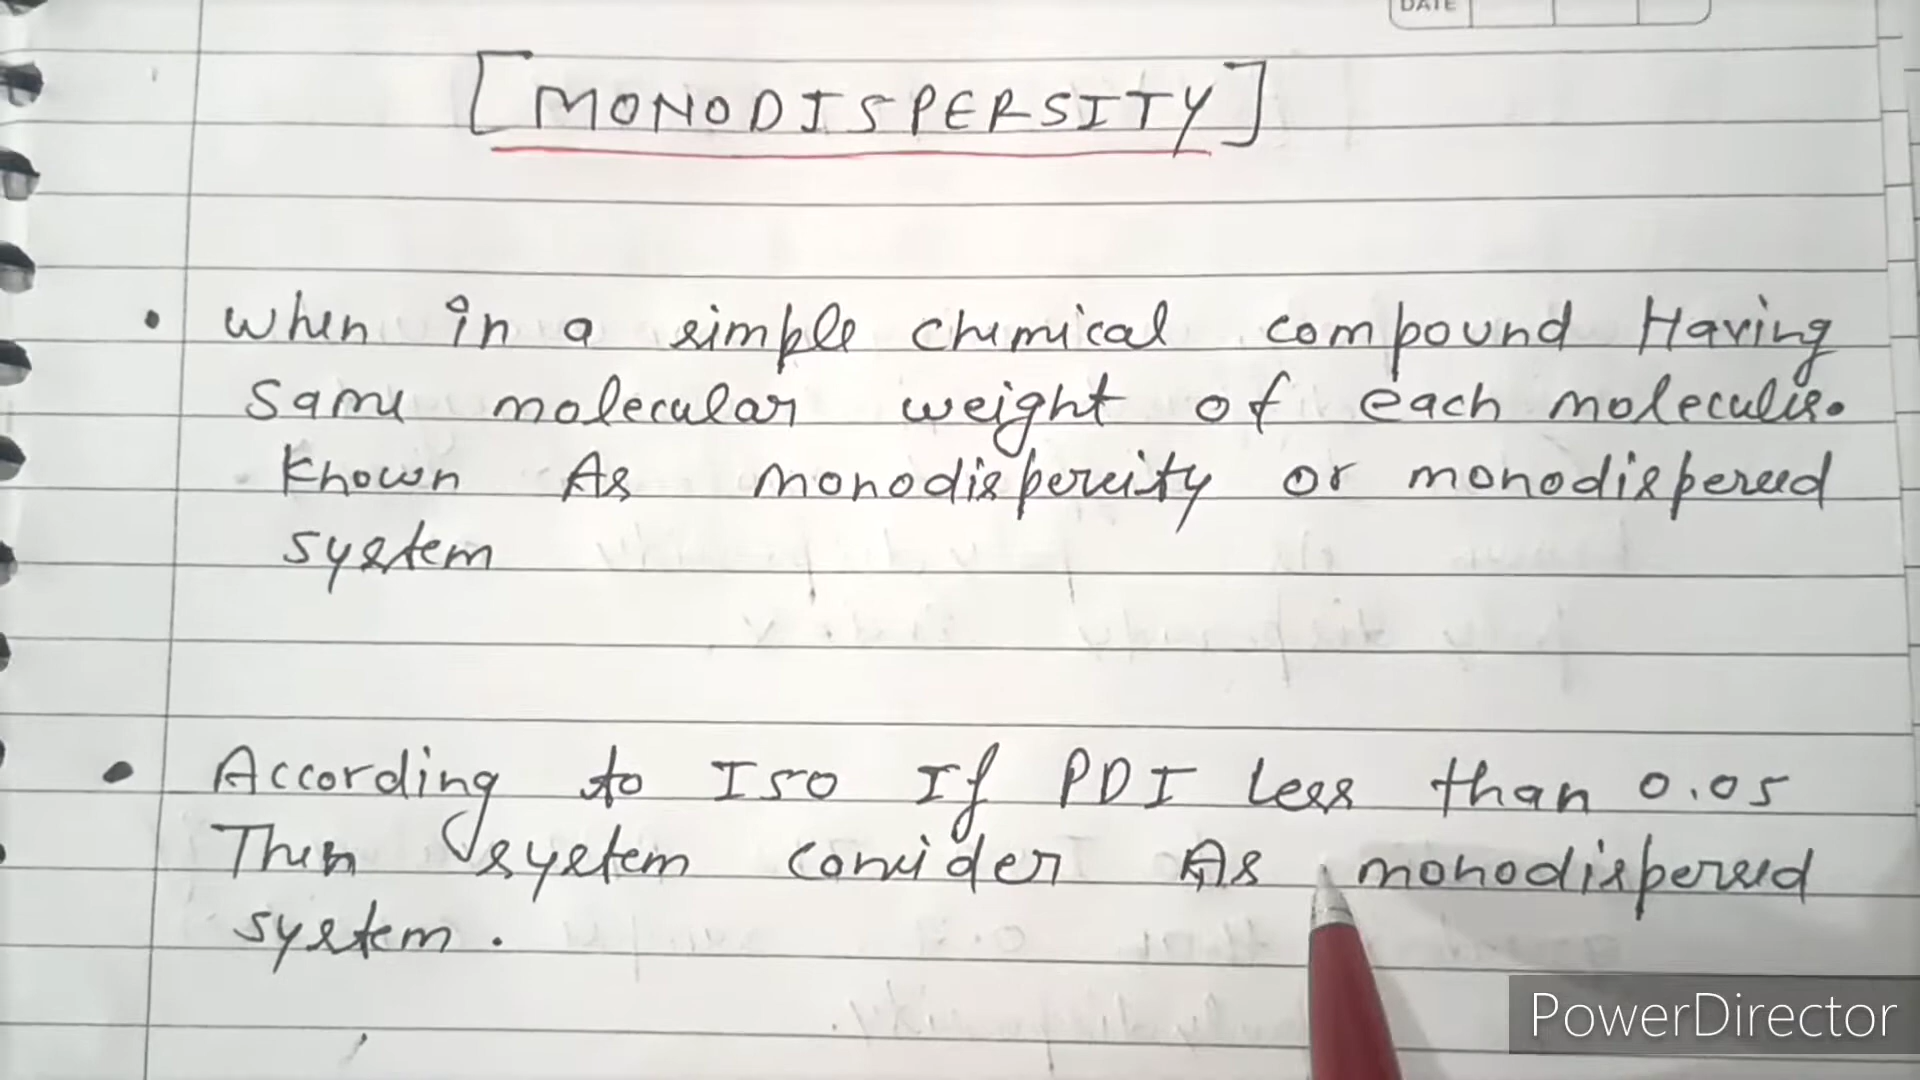 DATE
[MONODISPERSITY]
• When in a simple chemical compound Having
same molecular weight of each molecules.
Known As monodispersity or monodispersed
system
• According to ISO If PDI Less than 0.05
Then system consider As monodispersed
system.
PowerDirector